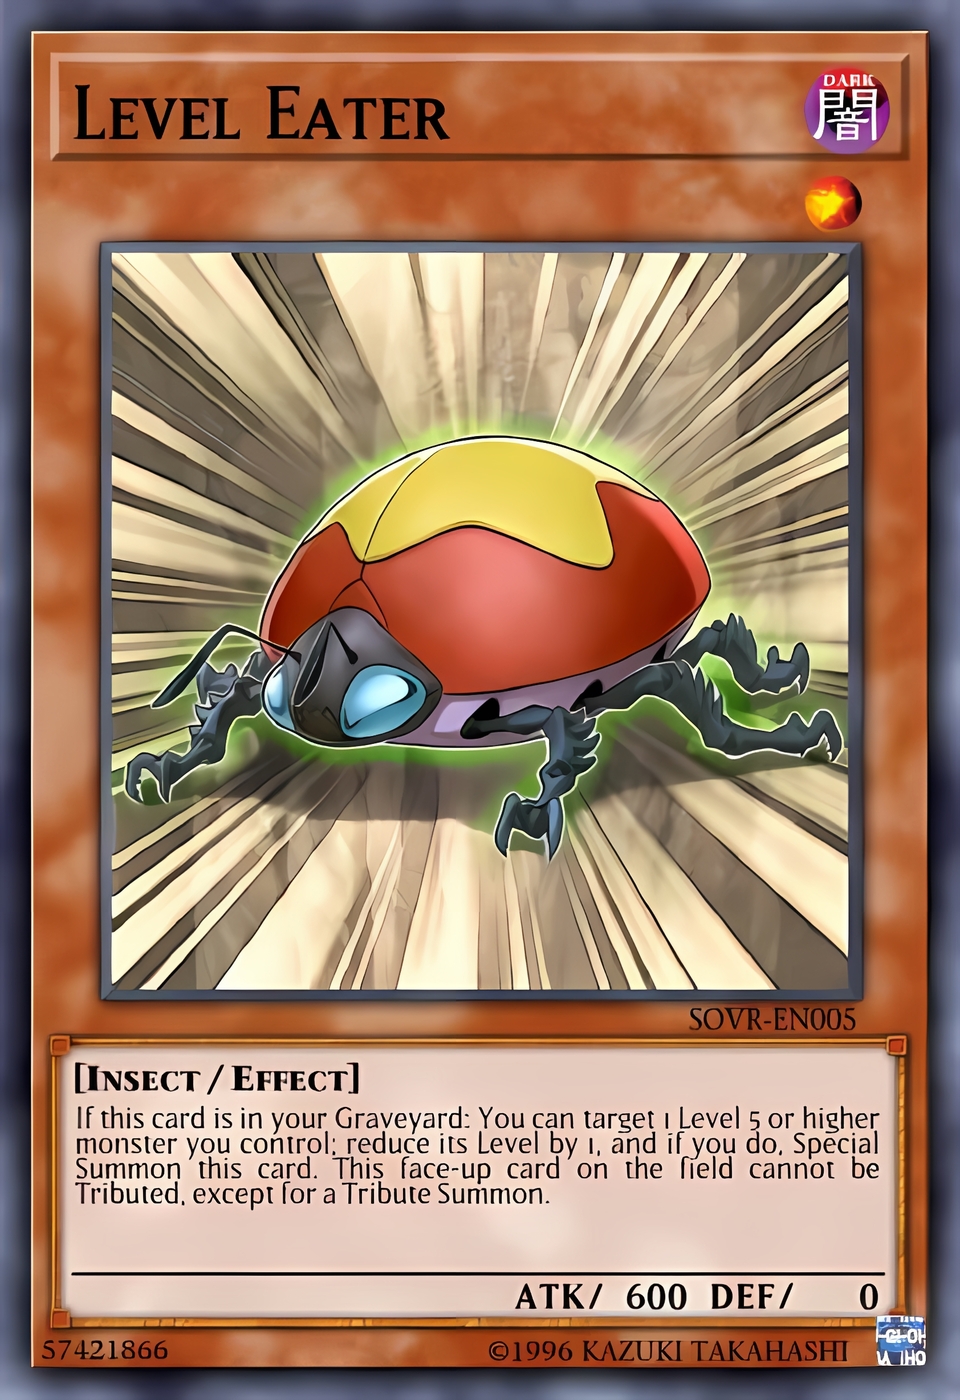 LEVEL EATER
DARK
闇
SOVR-EN005
[INSECT / EFFECT]
If this card is in your Graveyard: You can target 1 Level 5 or higher
monster you control; reduce its Level by 1, and if you do, Special
Summon this card. This face-up card on the field cannot be
Tributed, except for a Tribute Summon.
ATK/ 600 DEF/ 0
57421866
©1996 KAZUKI TAKAHASHI